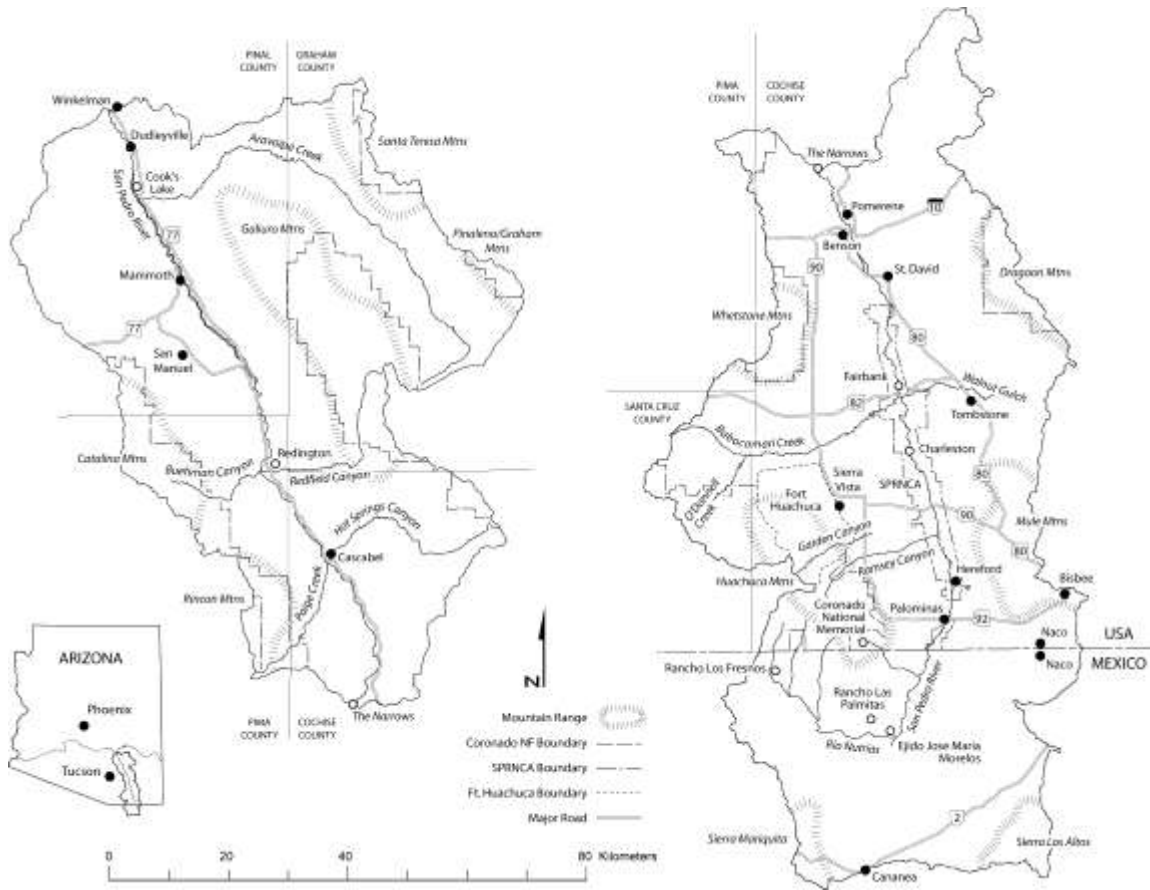 PINAL
COUNTY
GRAHAM
COUNTY
Winkelman
Dudleyville
Cook's
Lake
San Pedro River
77
Aravaipa Creek
Santa Teresa Mtns
Galiuro Mtns
Pinaleno/Graham
Mtns
Mammoth
77
San
Manuel
Catalina Mtns
Buehman Canyon
Redington
Redfield Canyon
Hot Springs Canyon
Cascabel
Paige Creek
Rincon Mtns
The Narrows
PIMA
COUNTY
COCHISE
COUNTY
ARIZONA
Phoenix
Tucson
N
Mountain Range
Coronado NF Boundary
SPRNCA Boundary
Ft. Huachuca Boundary
Major Road
0
20
40
80
Kilometers
PIMA
COUNTY
COCHISE
COUNTY
The Narrows
Pomerene
10
Benson
90
St. David
Dragoon Mtns
Whetstone Mtns
80
Fairbank
Walnut Gulch
SANTA CRUZ
COUNTY
82
Tombstone
Babocomari Creek
Charleston
O'Donnell
Creek
Sierra
Vista
Fort
Huachuca
SPRNCA
80
90
Mule Mtns
Garden Canyon
80
Ramsey Canyon
Huachuca Mtns
Hereford
Bisbee
Coronado
National
Memorial
Palominas
92
Naco
USA
Naco
MEXICO
Rancho Los Fresnos
San Pedro River
Rancho Las
Palmitas
Rio Nutrias
Ejido Jose Maria
Morelos
2
Sierra Mariquita
Sierra Los Altos
Cananea